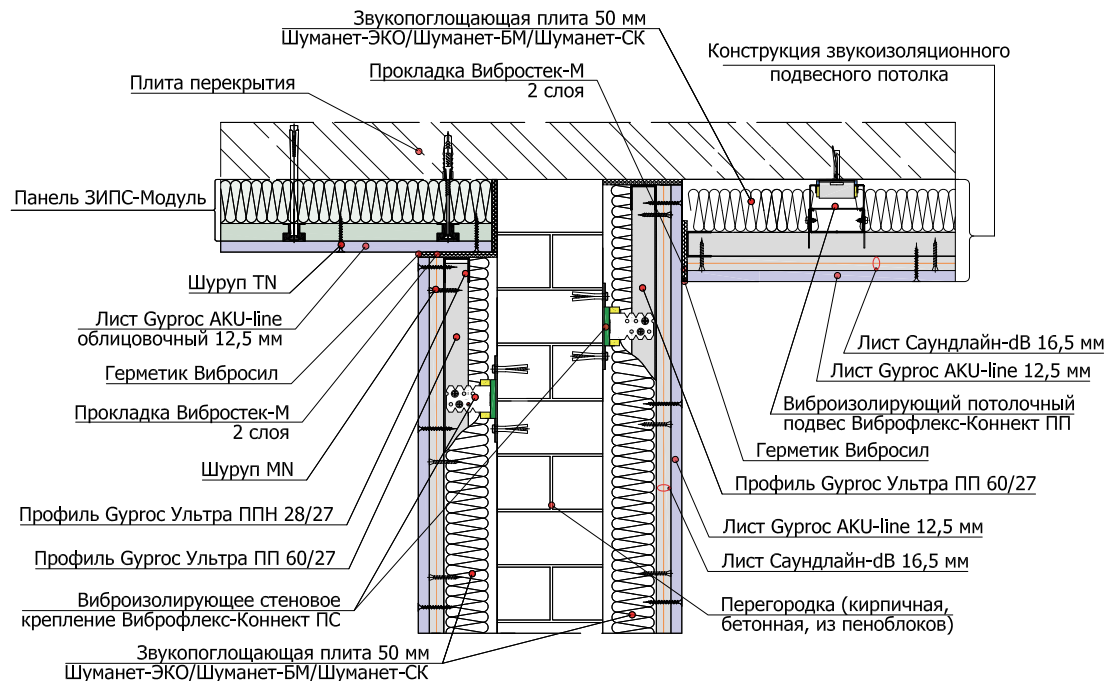 Звукопоглощающая плита 50 мм
Шуманет-ЭКО/Шуманет-БМ/Шуманет-СК
Прокладка Вибростек-М
2 слоя
Конструкция звукоизоляционного
подвесного потолка
Плита перекрытия
Панель ЗИПС-Модуль
Шуруп TN
Лист Gyproc AKU-line
облицовочный 12,5 мм
Герметик Вибросил
Прокладка Вибростек-М
2 слоя
Шуруп MN
Профиль Gyproc Ультра ППН 28/27
Профиль Gyproc Ультра ПП 60/27
Виброизолирующее стеновое
крепление Виброфлекс-Коннект ПС
Звукопоглощающая плита 50 мм
Шуманет-ЭКО/Шуманет-БМ/Шуманет-СК
Лист Саундлайн-dB 16,5 мм
Лист Gyproc AKU-line 12,5 мм
Виброизолирующий потолочный
подвес Виброфлекс-Коннект ПП
Герметик Вибросил
Профиль Gyproc Ультра ПП 60/27
Лист Gyproc AKU-line 12,5 мм
Лист Саундлайн-dB 16,5 мм
Перегородка (кирпичная,
бетонная, из пеноблоков)